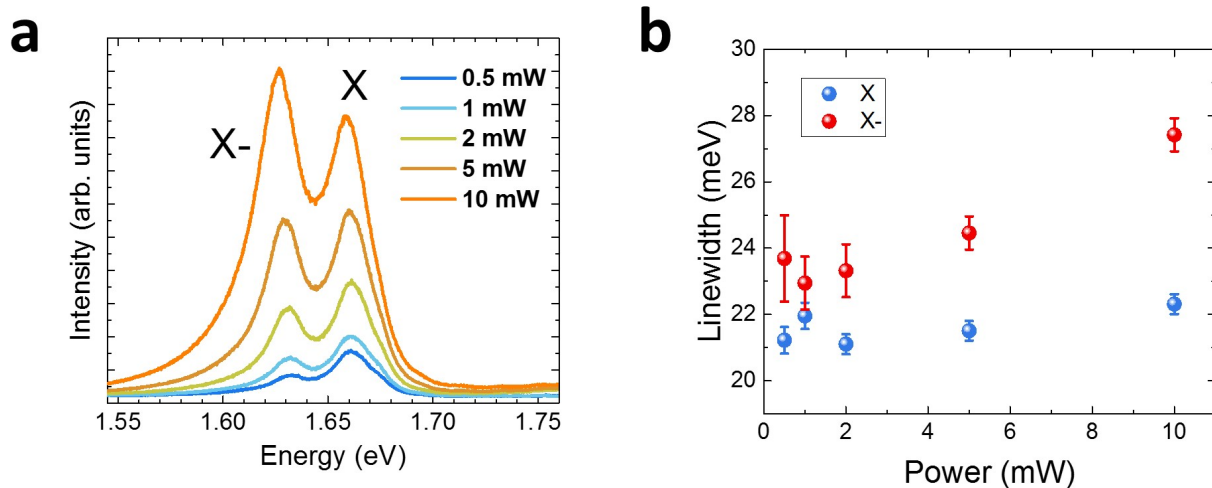 a
Intensity (arb. units)
X-
X
0.5 mW
1 mW
2 mW
5 mW
10 mW
1.55
1.60
1.65
1.70
1.75
Energy (eV)
b
Linewidth (meV)
30
28
26
24
22
20
X
X-
0
2
4
6
8
10
Power (mW)